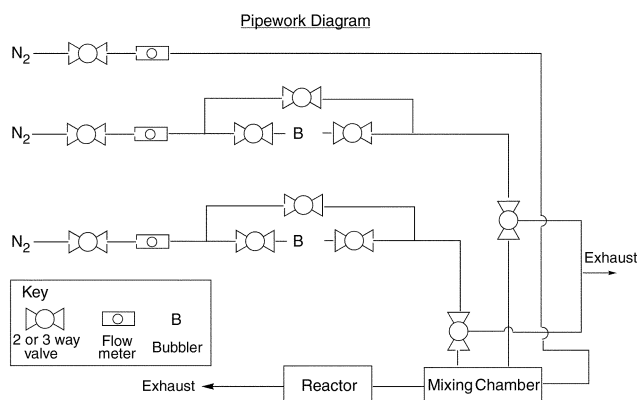 Pipework Diagram
N2
N2
B
N2
B
Exhaust
Key
B
2 or 3 way
valve
Flow
meter
Bubbler
Exhaust
Reactor
Mixing Chamber